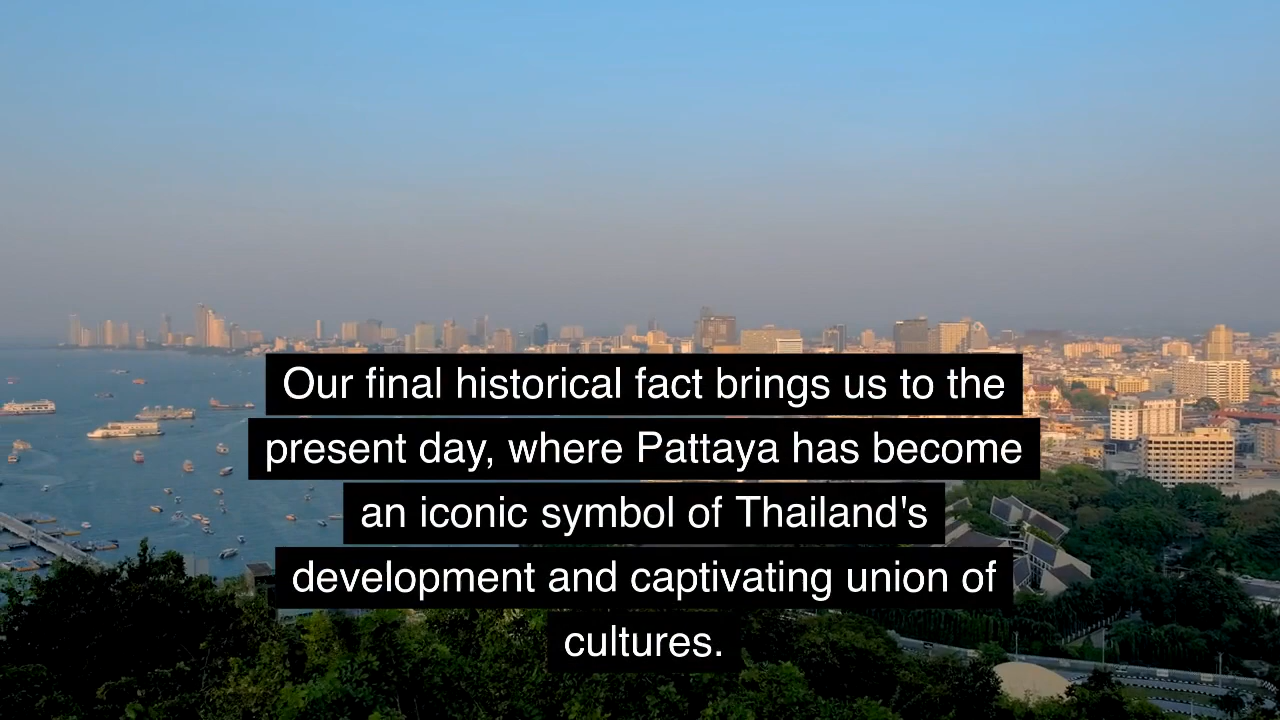 Our final historical fact brings us to the
present day, where Pattaya has become
an iconic symbol of Thailand's
development and captivating union of
cultures.